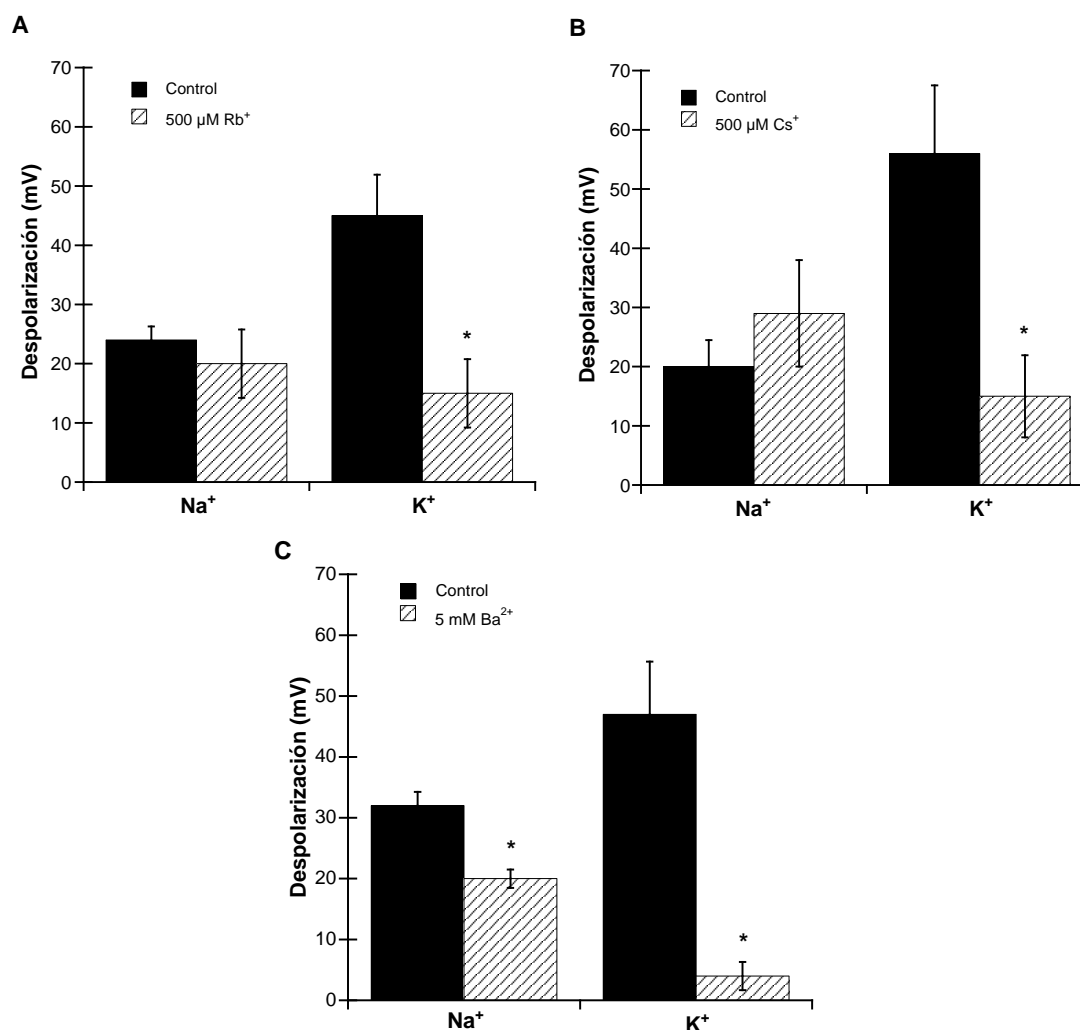 A
70
60
50
40
30
20
10
0
Despolarización (mV)
Control
500 µM Rb⁺
*
Na⁺
K⁺
B
70
60
50
40
30
20
10
0
Despolarización (mV)
Control
500 µM Cs⁺
*
Na⁺
K⁺
C
70
60
50
40
30
20
10
0
Despolarización (mV)
Control
5 mM Ba²⁺
*
*
Na⁺
K⁺